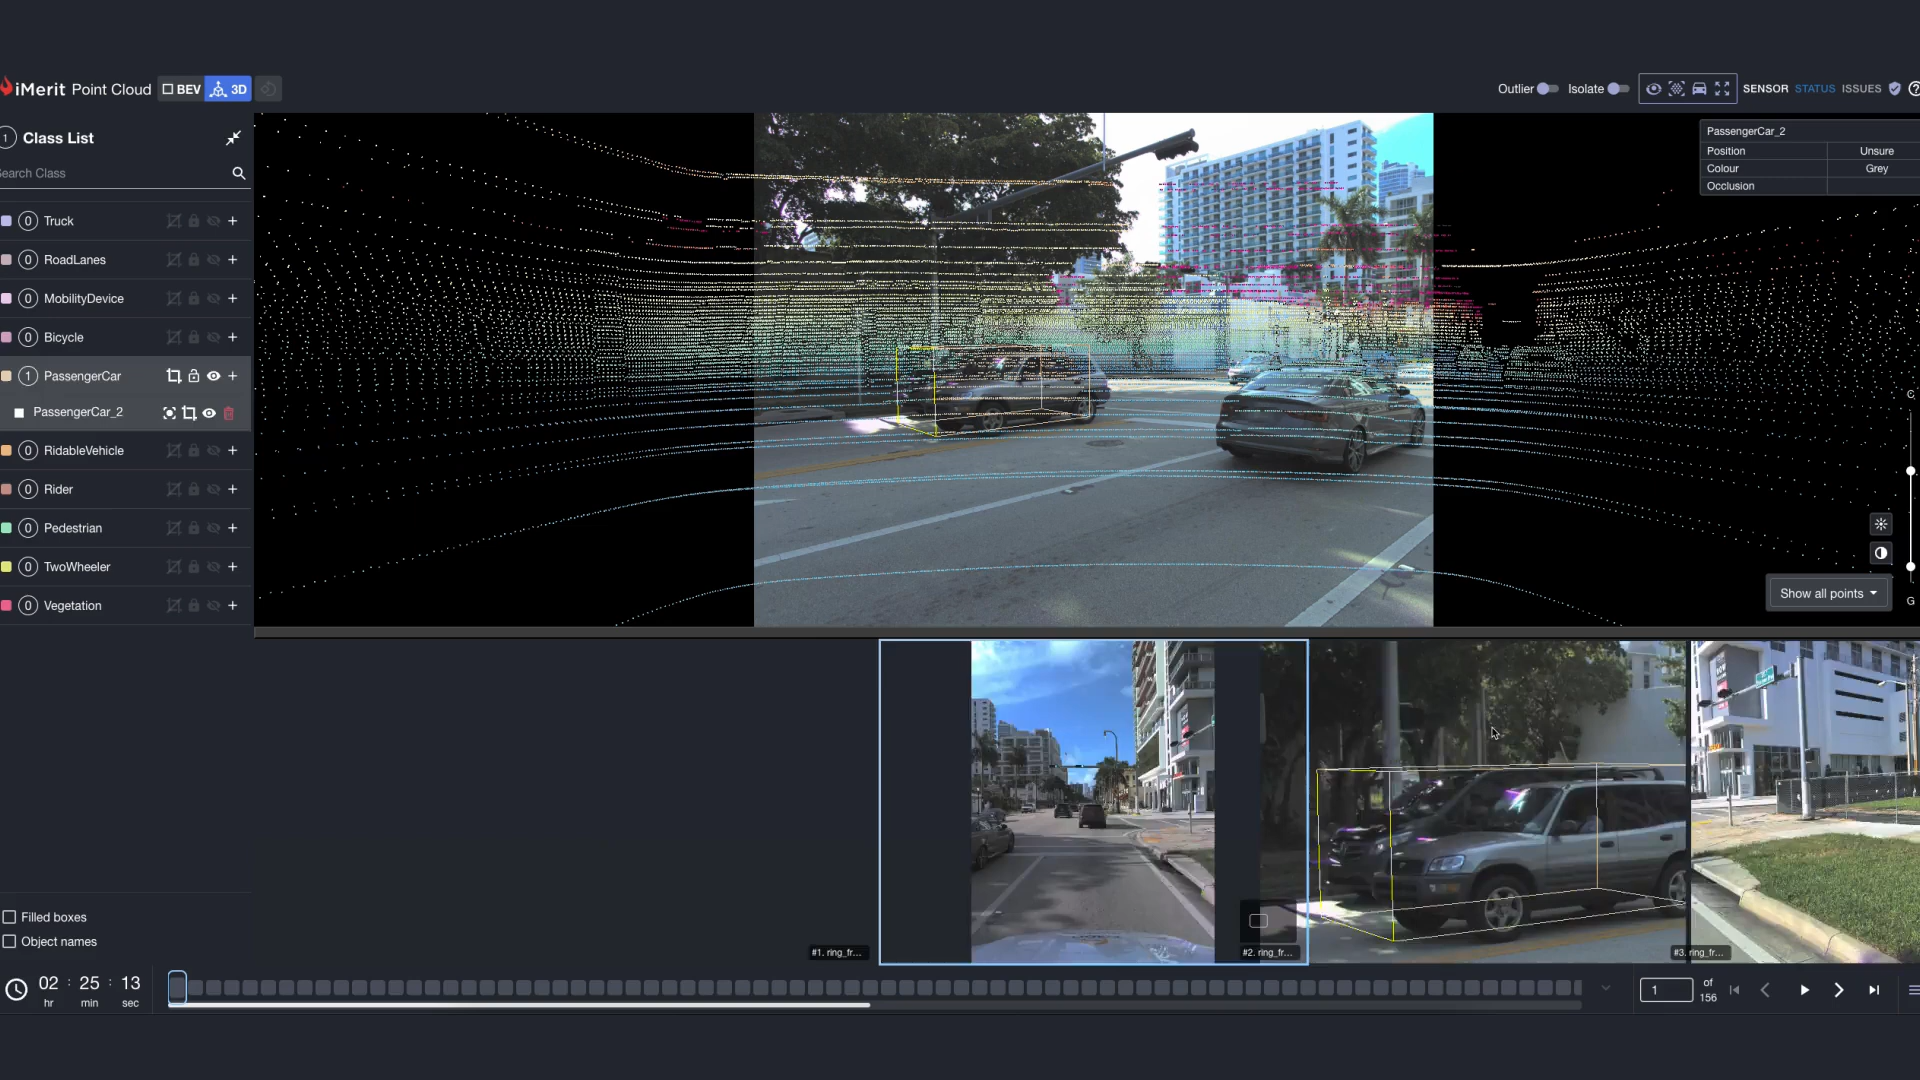 iMerit Point Cloud
BEV
3D
Outlier
Isolate
SENSOR STATUS ISSUES
1 Class List
Search Class
0 Truck
0 RoadLanes
0 MobilityDevice
0 Bicycle
1 PassengerCar
PassengerCar_2
0 RidableVehicle
0 Rider
0 Pedestrian
0 TwoWheeler
0 Vegetation
PassengerCar_2
Position Unsure
Colour Grey
Occlusion
C
G
Show all points
Filled boxes
Object names
#1. ring_fr...
#2. ring_fr...
#3. ring_fr...
02 : 25 : 13
hr min sec
1 of 156